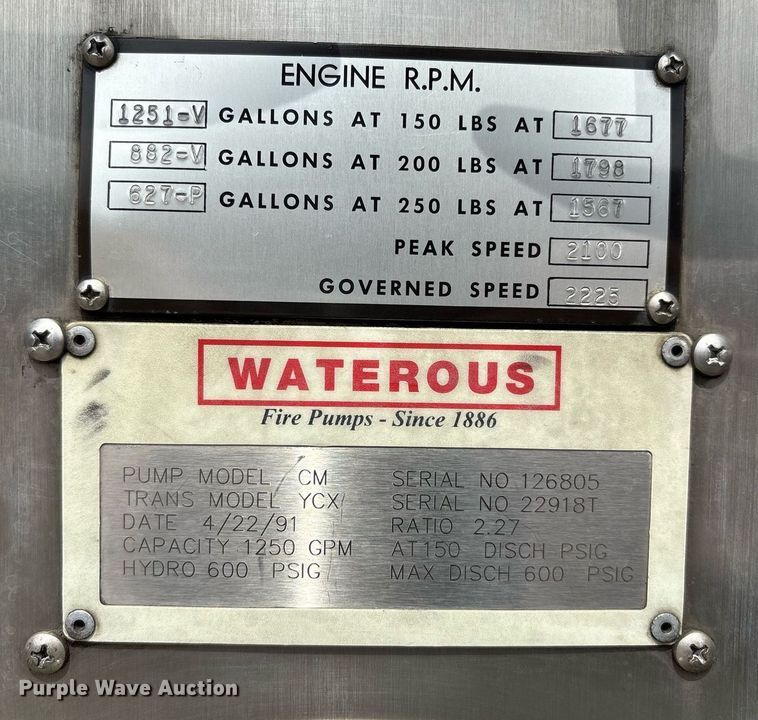 ENGINE R.P.M.
1251-V GALLONS AT 150 LBS AT 1677
882-V GALLONS AT 200 LBS AT 1798
627-P GALLONS AT 250 LBS AT 1567
PEAK SPEED 2100
GOVERNED SPEED 2225
WATEROUS
Fire Pumps - Since 1886
PUMP MODEL CM SERIAL NO 126805
TRANS MODEL YCX SERIAL NO 22918T
DATE 4/22/91 RATIO 2.27
CAPACITY 1250 GPM AT150 DISCH PSIG
HYDRO 600 PSIG MAX DISCH 600 PSIG
Purple Wave Auction